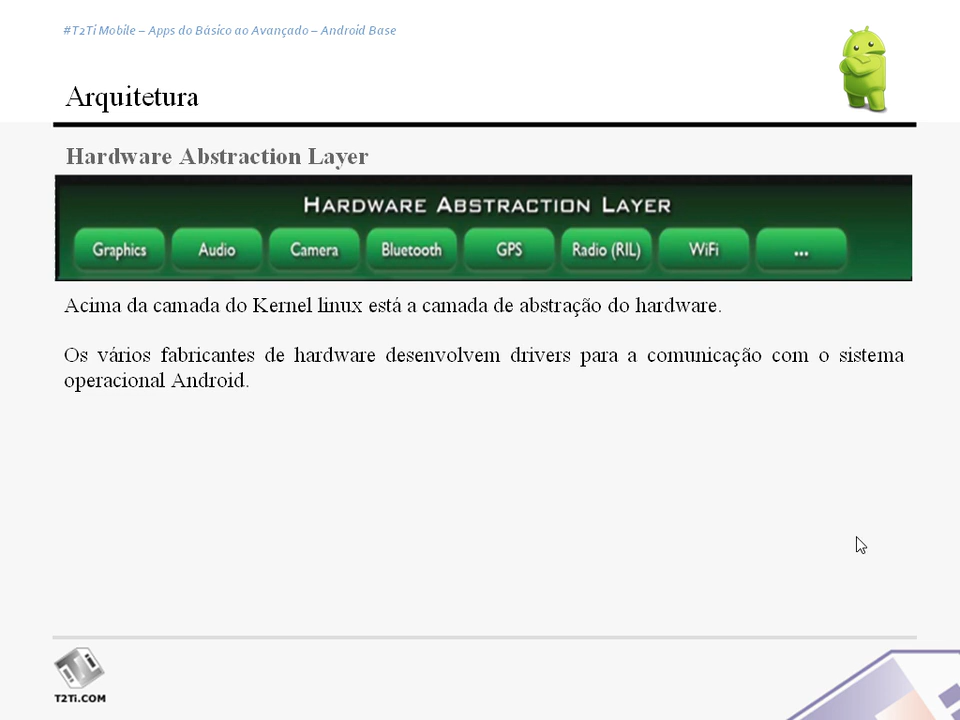 #T2Ti Mobile – Apps do Básico ao Avançado – Android Base
Arquitetura
Hardware Abstraction Layer
HARDWARE ABSTRACTION LAYER
Graphics Audio Camera Bluetooth GPS Radio (RIL) WiFi ...
Acima da camada do Kernel linux está a camada de abstração do hardware.
Os vários fabricantes de hardware desenvolvem drivers para a comunicação com o sistema
operacional Android.
T2Ti
T2Ti.COM